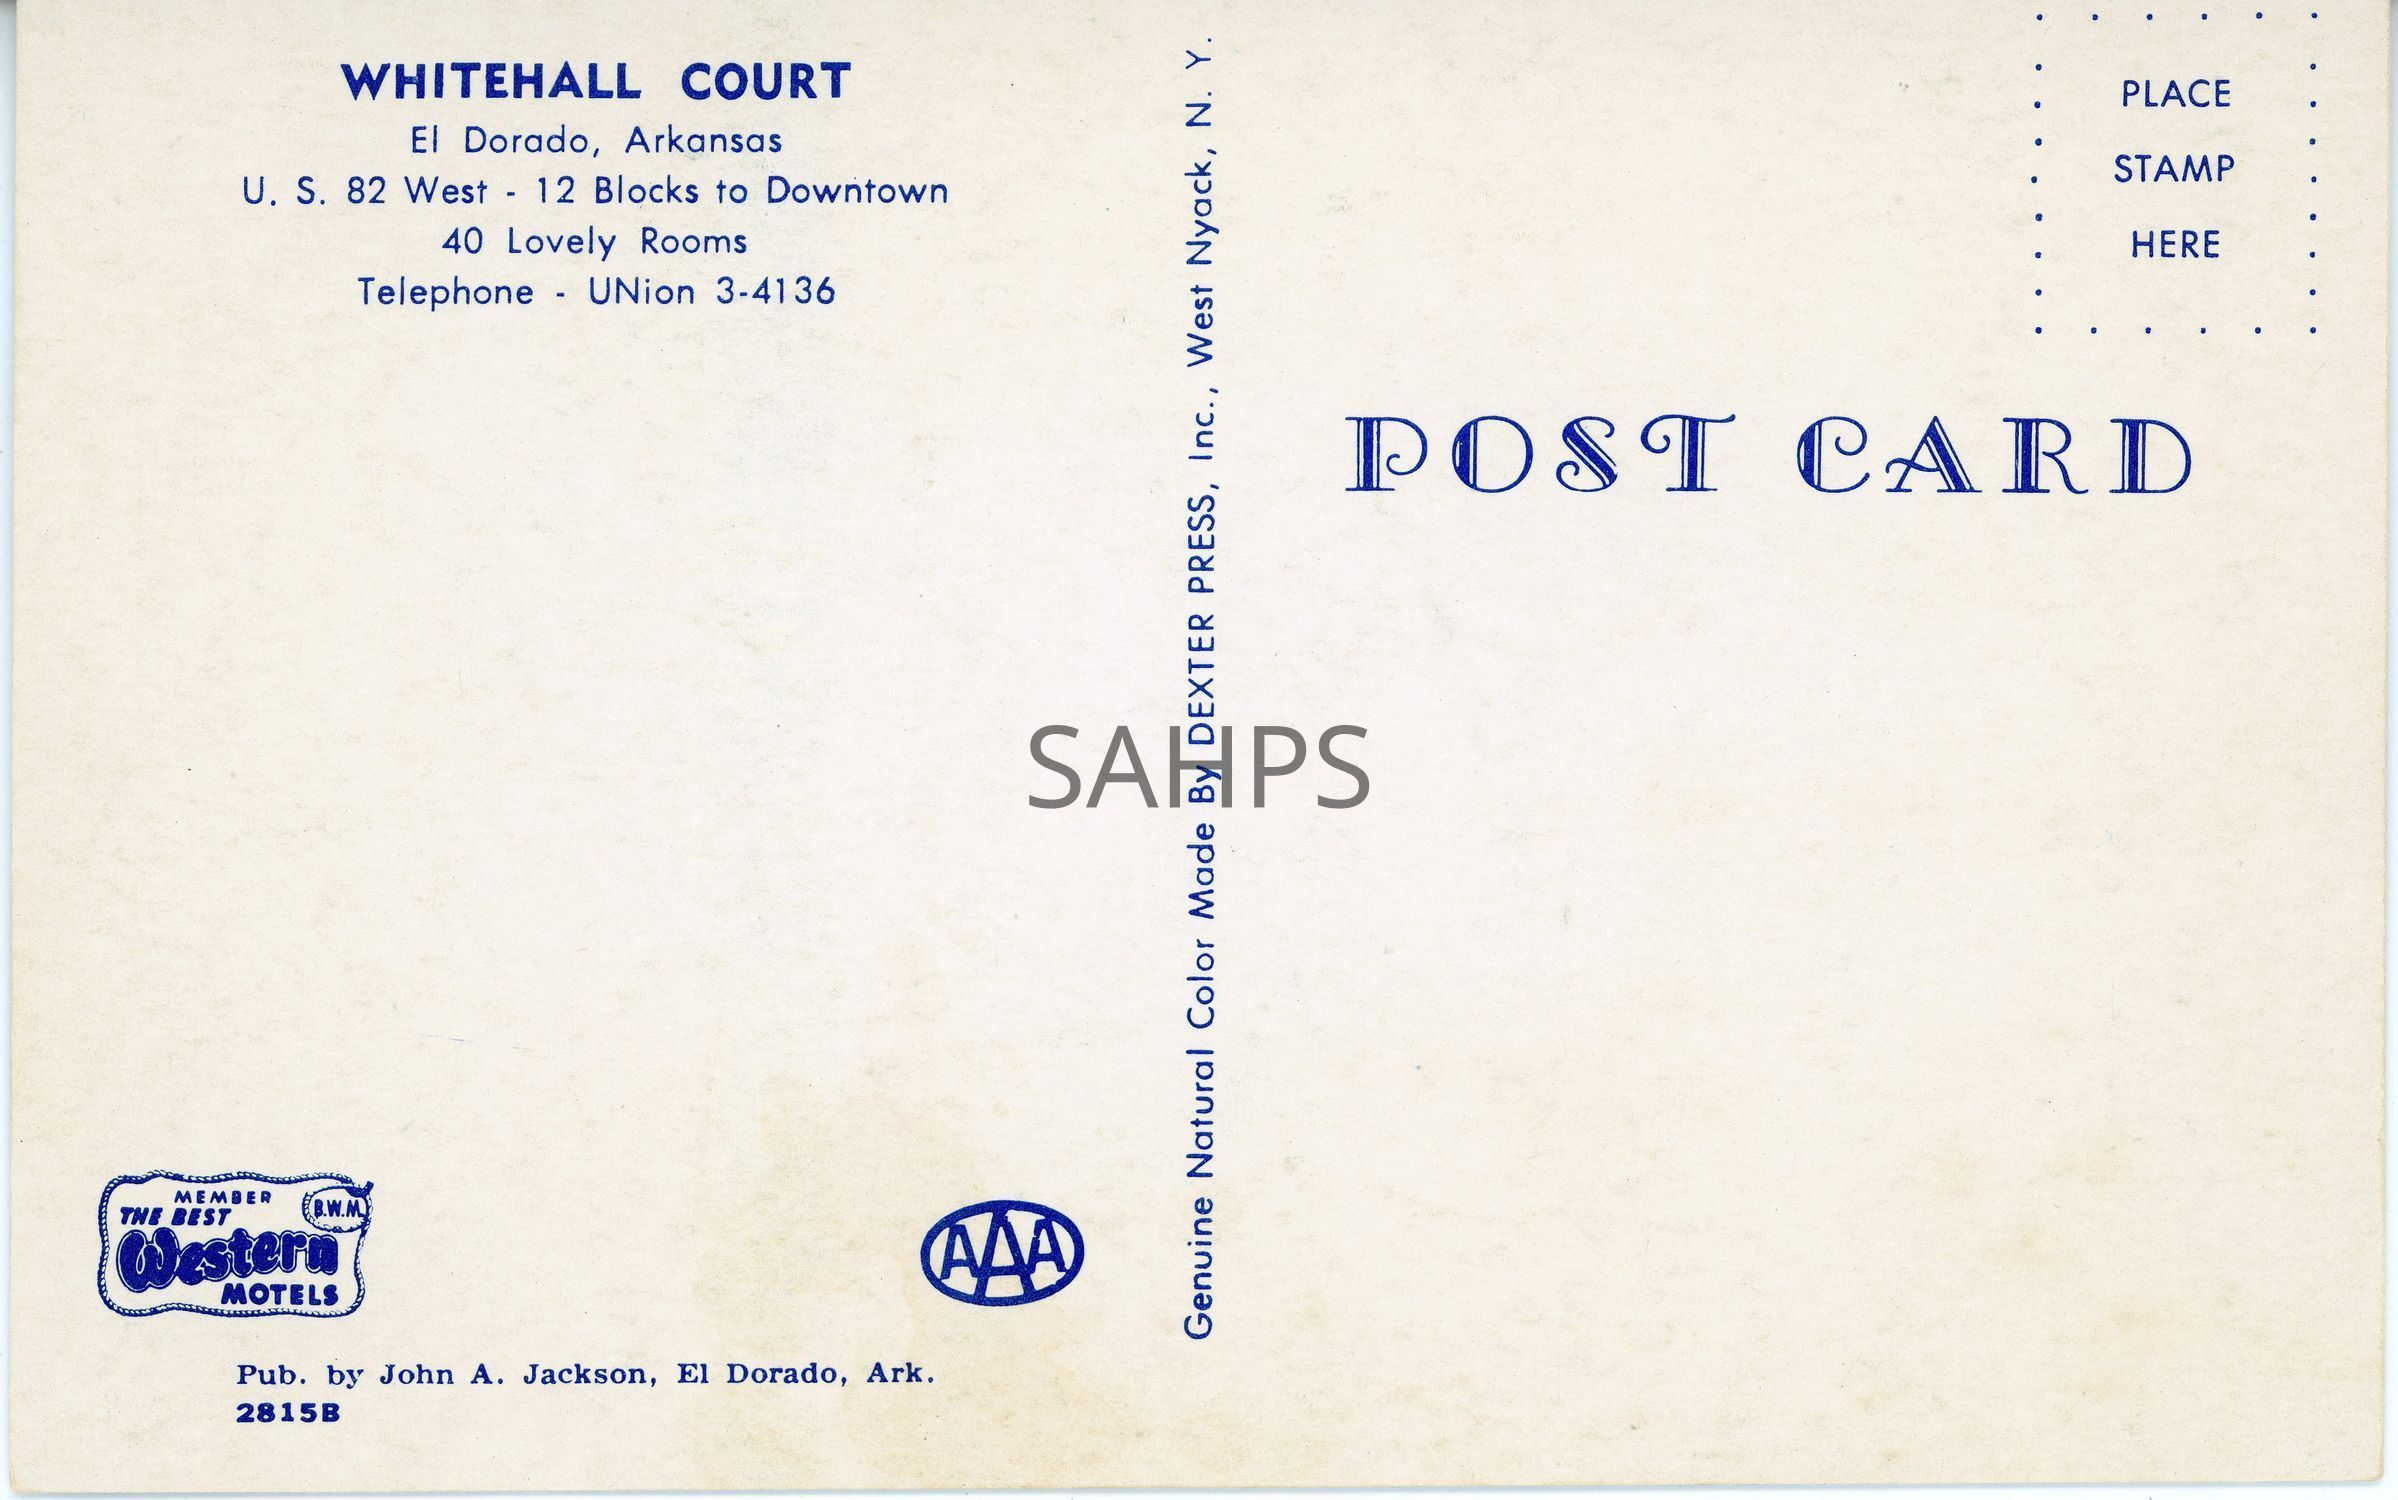 WHITEHALL COURT
El Dorado, Arkansas
U. S. 82 West - 12 Blocks to Downtown
40 Lovely Rooms
Telephone - UNion 3-4136
MEMBER
THE BEST
B.W.M.
Western
MOTELS
AAA
Pub. by John A. Jackson, El Dorado, Ark.
2815B
Genuine Natural Color Made By DEXTER PRESS, Inc., West Nyack, N. Y.
SAHPS
PLACE
STAMP
HERE
POST CARD